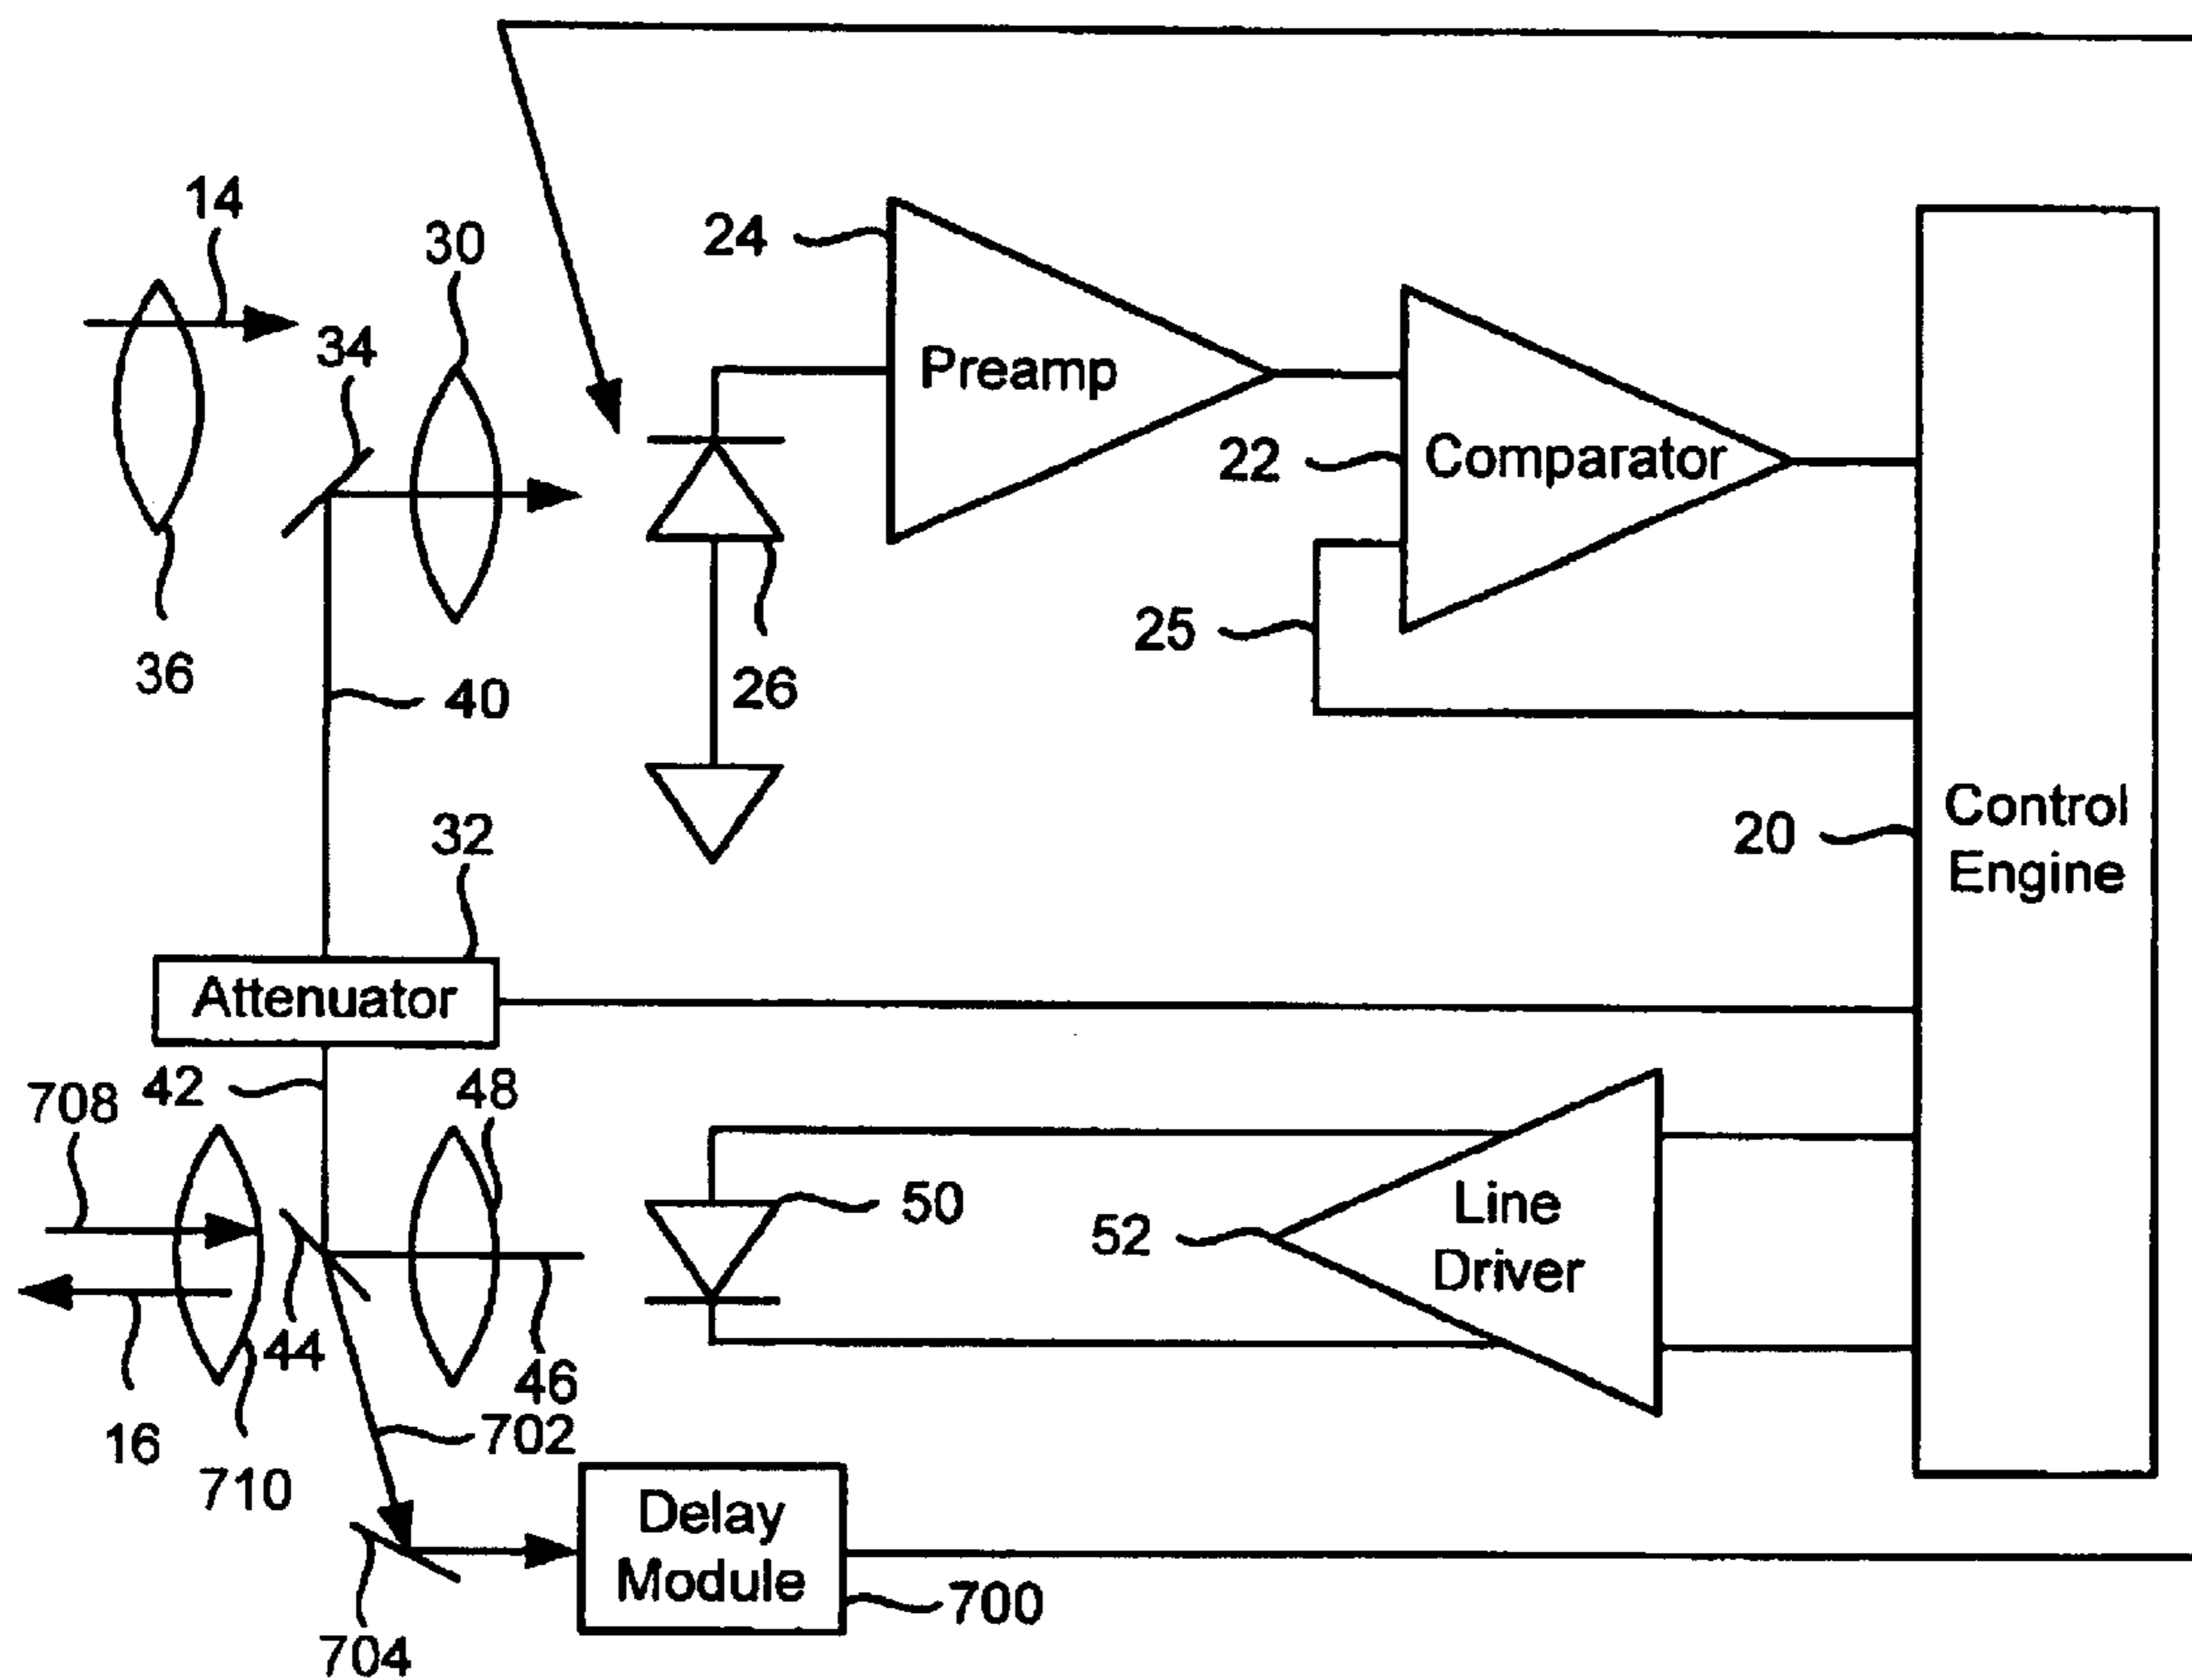 14
30
24
34
Preamp
22
Comparator
25
36
40
26
32
20
Control
Engine
Attenuator
708
42
48
50
52
Line
Driver
44
46
16
702
710
Delay
Module
700
704